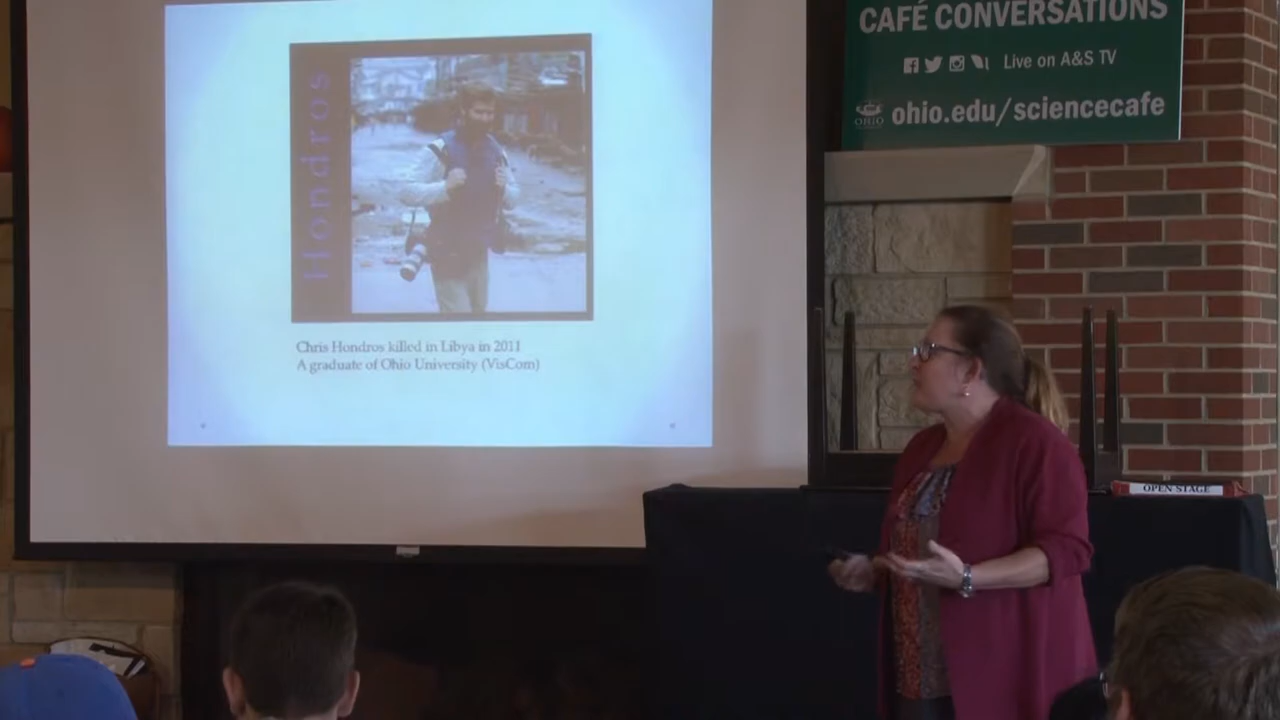 CAFÉ CONVERSATIONS
Live on A&S TV
OHIO
ohio.edu/sciencecafe
Hondros
Chris Hondros killed in Libya in 2011
A graduate of Ohio University (VisCom)
OPEN STAGE